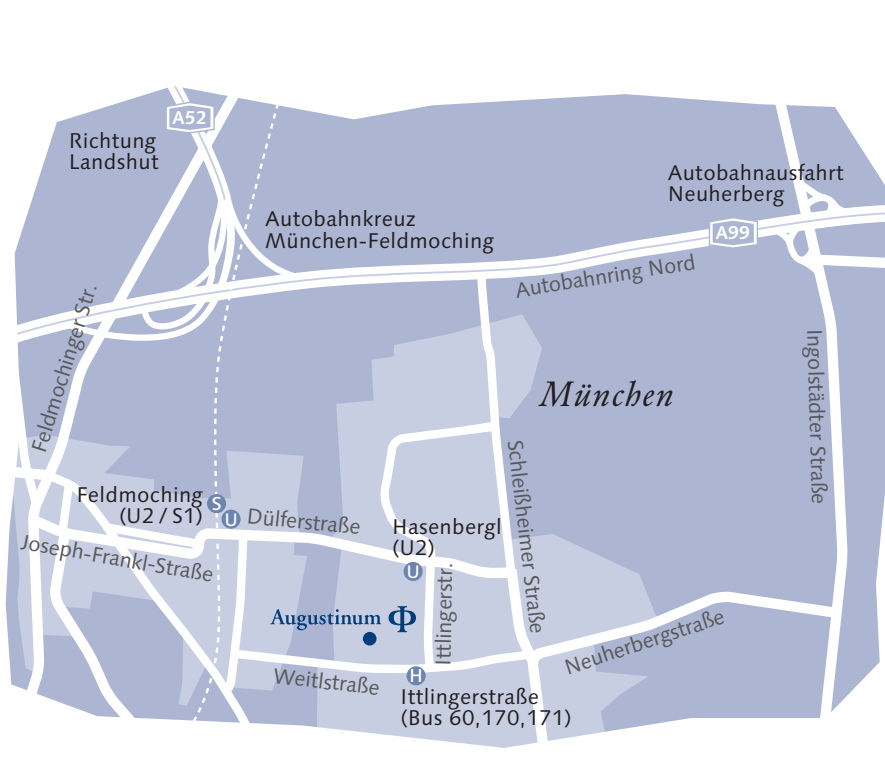 A52
Richtung
Landshut
Autobahnausfahrt
Neuherberg
Autobahnkreuz
München-Feldmoching
A99
Autobahnring Nord
Feldmochinger Str.
Ingolstädter Straße
München
Schleißheimer Straße
Feldmoching
(U2 / S1)
S
U
Dülferstraße
Hasenbergl
(U2)
U
Joseph-Frankl-Straße
Ittlingerstr.
Augustinum Φ
Neuherbergstraße
Weitlstraße
H
Ittlingerstraße
(Bus 60,170,171)